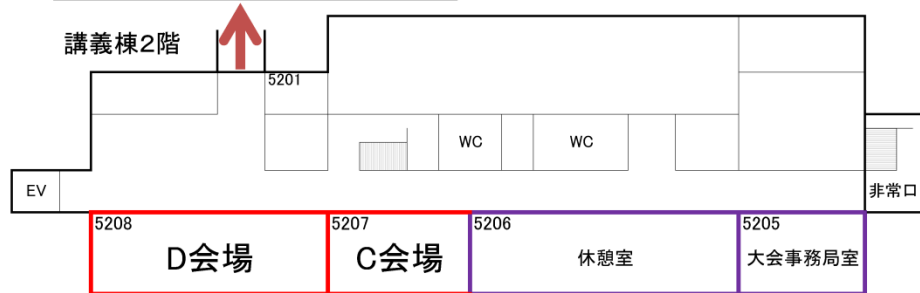 講義棟2階
5201
WC
WC
EV
非常口
5208
D会場
5207
C会場
5206
休憩室
5205
大会事務局室